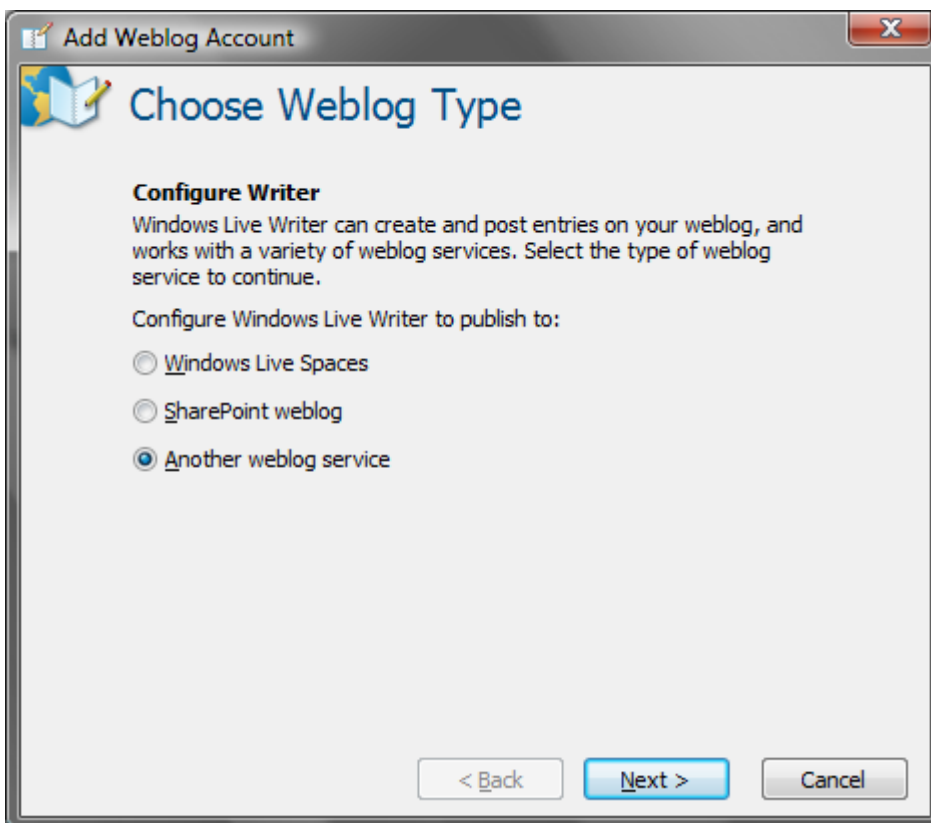 Add Weblog Account
Choose Weblog Type
Configure Writer
Windows Live Writer can create and post entries on your weblog, and
works with a variety of weblog services. Select the type of weblog
service to continue.
Configure Windows Live Writer to publish to:
Windows Live Spaces
SharePoint weblog
Another weblog service
< Back Next > Cancel